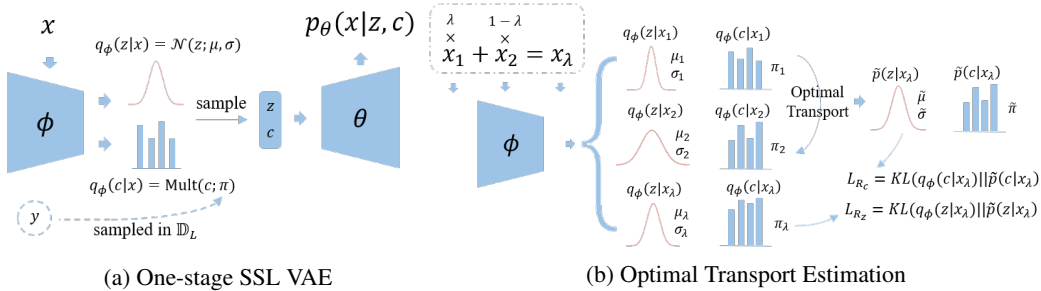 x
q_ϕ(z|x) = 𝒩(z; μ, σ)
ϕ
sample
q_ϕ(c|x) = Mult(c; π)
y
sampled in 𝔻_L
z
c
p_θ(x|z, c)
θ
(a) One-stage SSL VAE
λ 1 − λ
× ×
x_1 + x_2 = x_λ
ϕ
q_ϕ(z|x_1)
μ_1
σ_1
q_ϕ(c|x_1)
π_1
q_ϕ(z|x_2)
μ_2
σ_2
q_ϕ(c|x_2)
π_2
q_ϕ(z|x_λ)
μ_λ
σ_λ
q_ϕ(c|x_λ)
π_λ
Optimal
Transport
p̃(z|x_λ)
μ̃
σ̃
p̃(c|x_λ)
π̃
L_{R_c} = KL(q_ϕ(c|x_λ)||p̃(c|x_λ)
L_{R_z} = KL(q_ϕ(z|x_λ)||p̃(z|x_λ)
(b) Optimal Transport Estimation